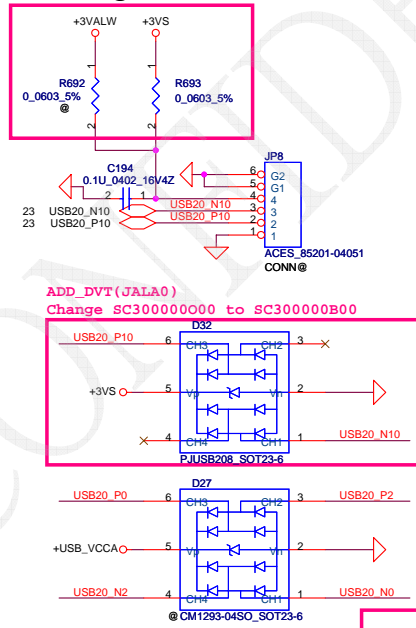 +3VALW +3VS
1 1
R692 R693
0_0603_5% 0_0603_5%
@
2 2
JP8
C194
0.1U_0402_16V4Z
2 1
6 G2
5 G1
4 4
23 USB20_N10 USB20_N10 3 3
23 USB20_P10 USB20_P10 2 2
1 1
ACES_85201-04051
CONN@
ADD_DVT(JALA0)
Change SC300000O00 to SC300000B00
D32
USB20_P10 6 CH3 CH2 3
+3VS 5 Vp Vn 2
4 CH4 CH1 1 USB20_N10
PJUSB208_SOT23-6
D27
USB20_P0 6 CH3 CH2 3 USB20_P2
+USB_VCCA 5 Vp Vn 2
USB20_N2 4 CH4 CH1 1 USB20_N0
@ CM1293-04SO_SOT23-6